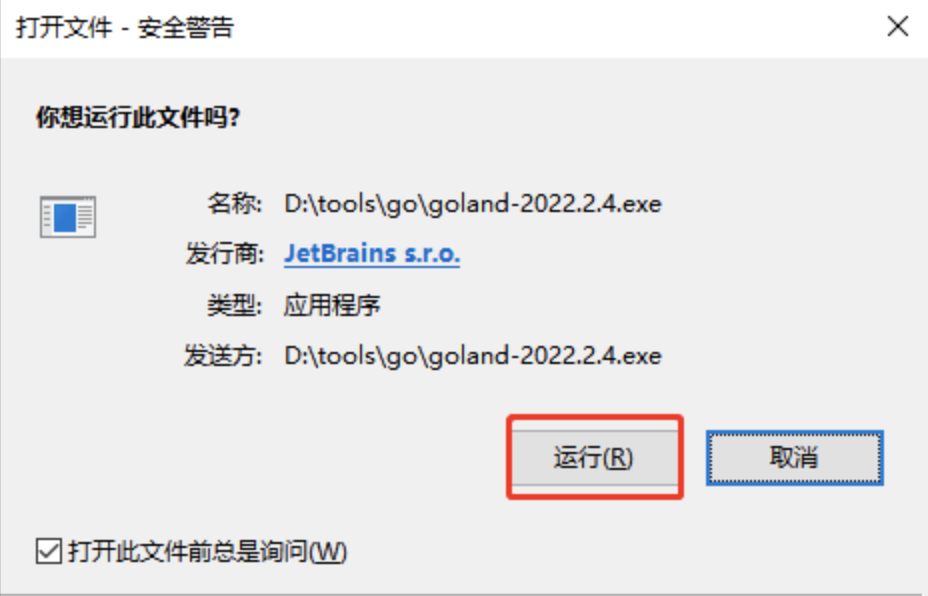 打开文件 - 安全警告
你想运行此文件吗?
名称: D:\tools\go\goland-2022.2.4.exe
发行商: JetBrains s.r.o.
类型: 应用程序
发送方: D:\tools\go\goland-2022.2.4.exe
运行(R) 取消
打开此文件前总是询问(W)